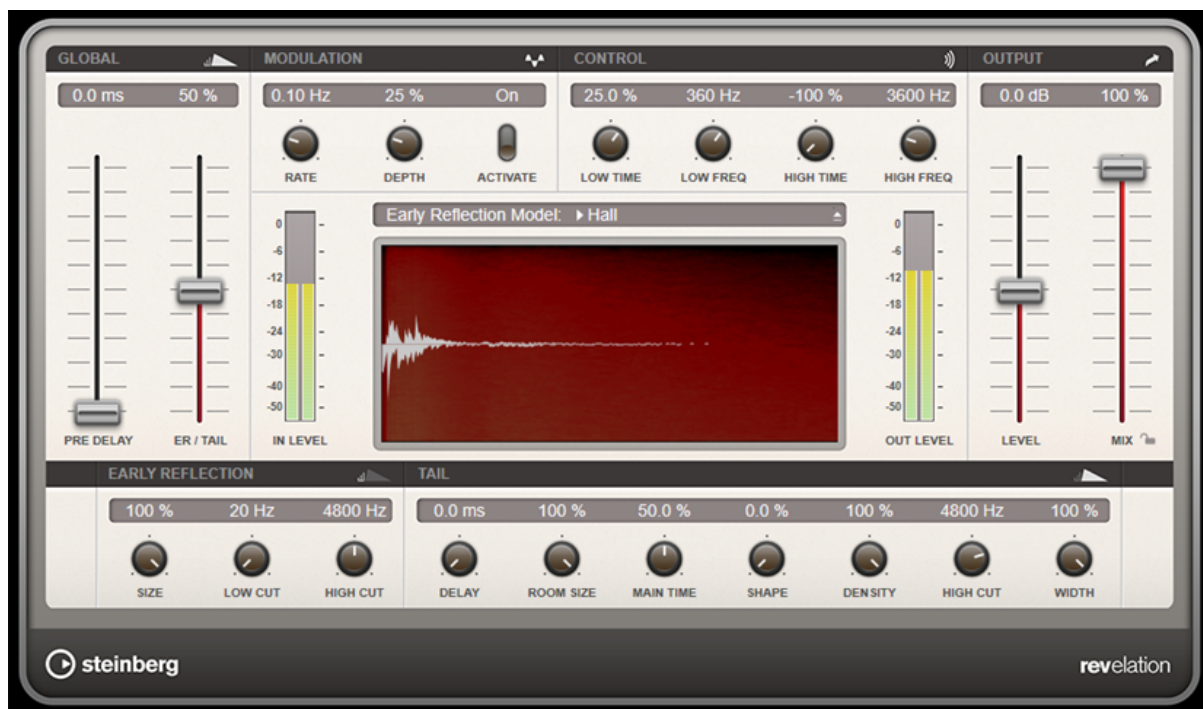 GLOBAL MODULATION CONTROL OUTPUT
0.0 ms 50 % 0.10 Hz 25 % On 25.0 % 360 Hz -100 % 3600 Hz 0.0 dB 100 %
RATE DEPTH ACTIVATE LOW TIME LOW FREQ HIGH TIME HIGH FREQ
Early Reflection Model: Hall
0 0
-6 -6
-12 -12
-18 -18
-24 -24
-30 -30
-40 -40
-50 -50
PRE DELAY ER / TAIL IN LEVEL OUT LEVEL LEVEL MIX
EARLY REFLECTION TAIL
100 % 20 Hz 4800 Hz 0.0 ms 100 % 50.0 % 0.0 % 100 % 4800 Hz 100 %
SIZE LOW CUT HIGH CUT DELAY ROOM SIZE MAIN TIME SHAPE DENSITY HIGH CUT WIDTH
steinberg revelation